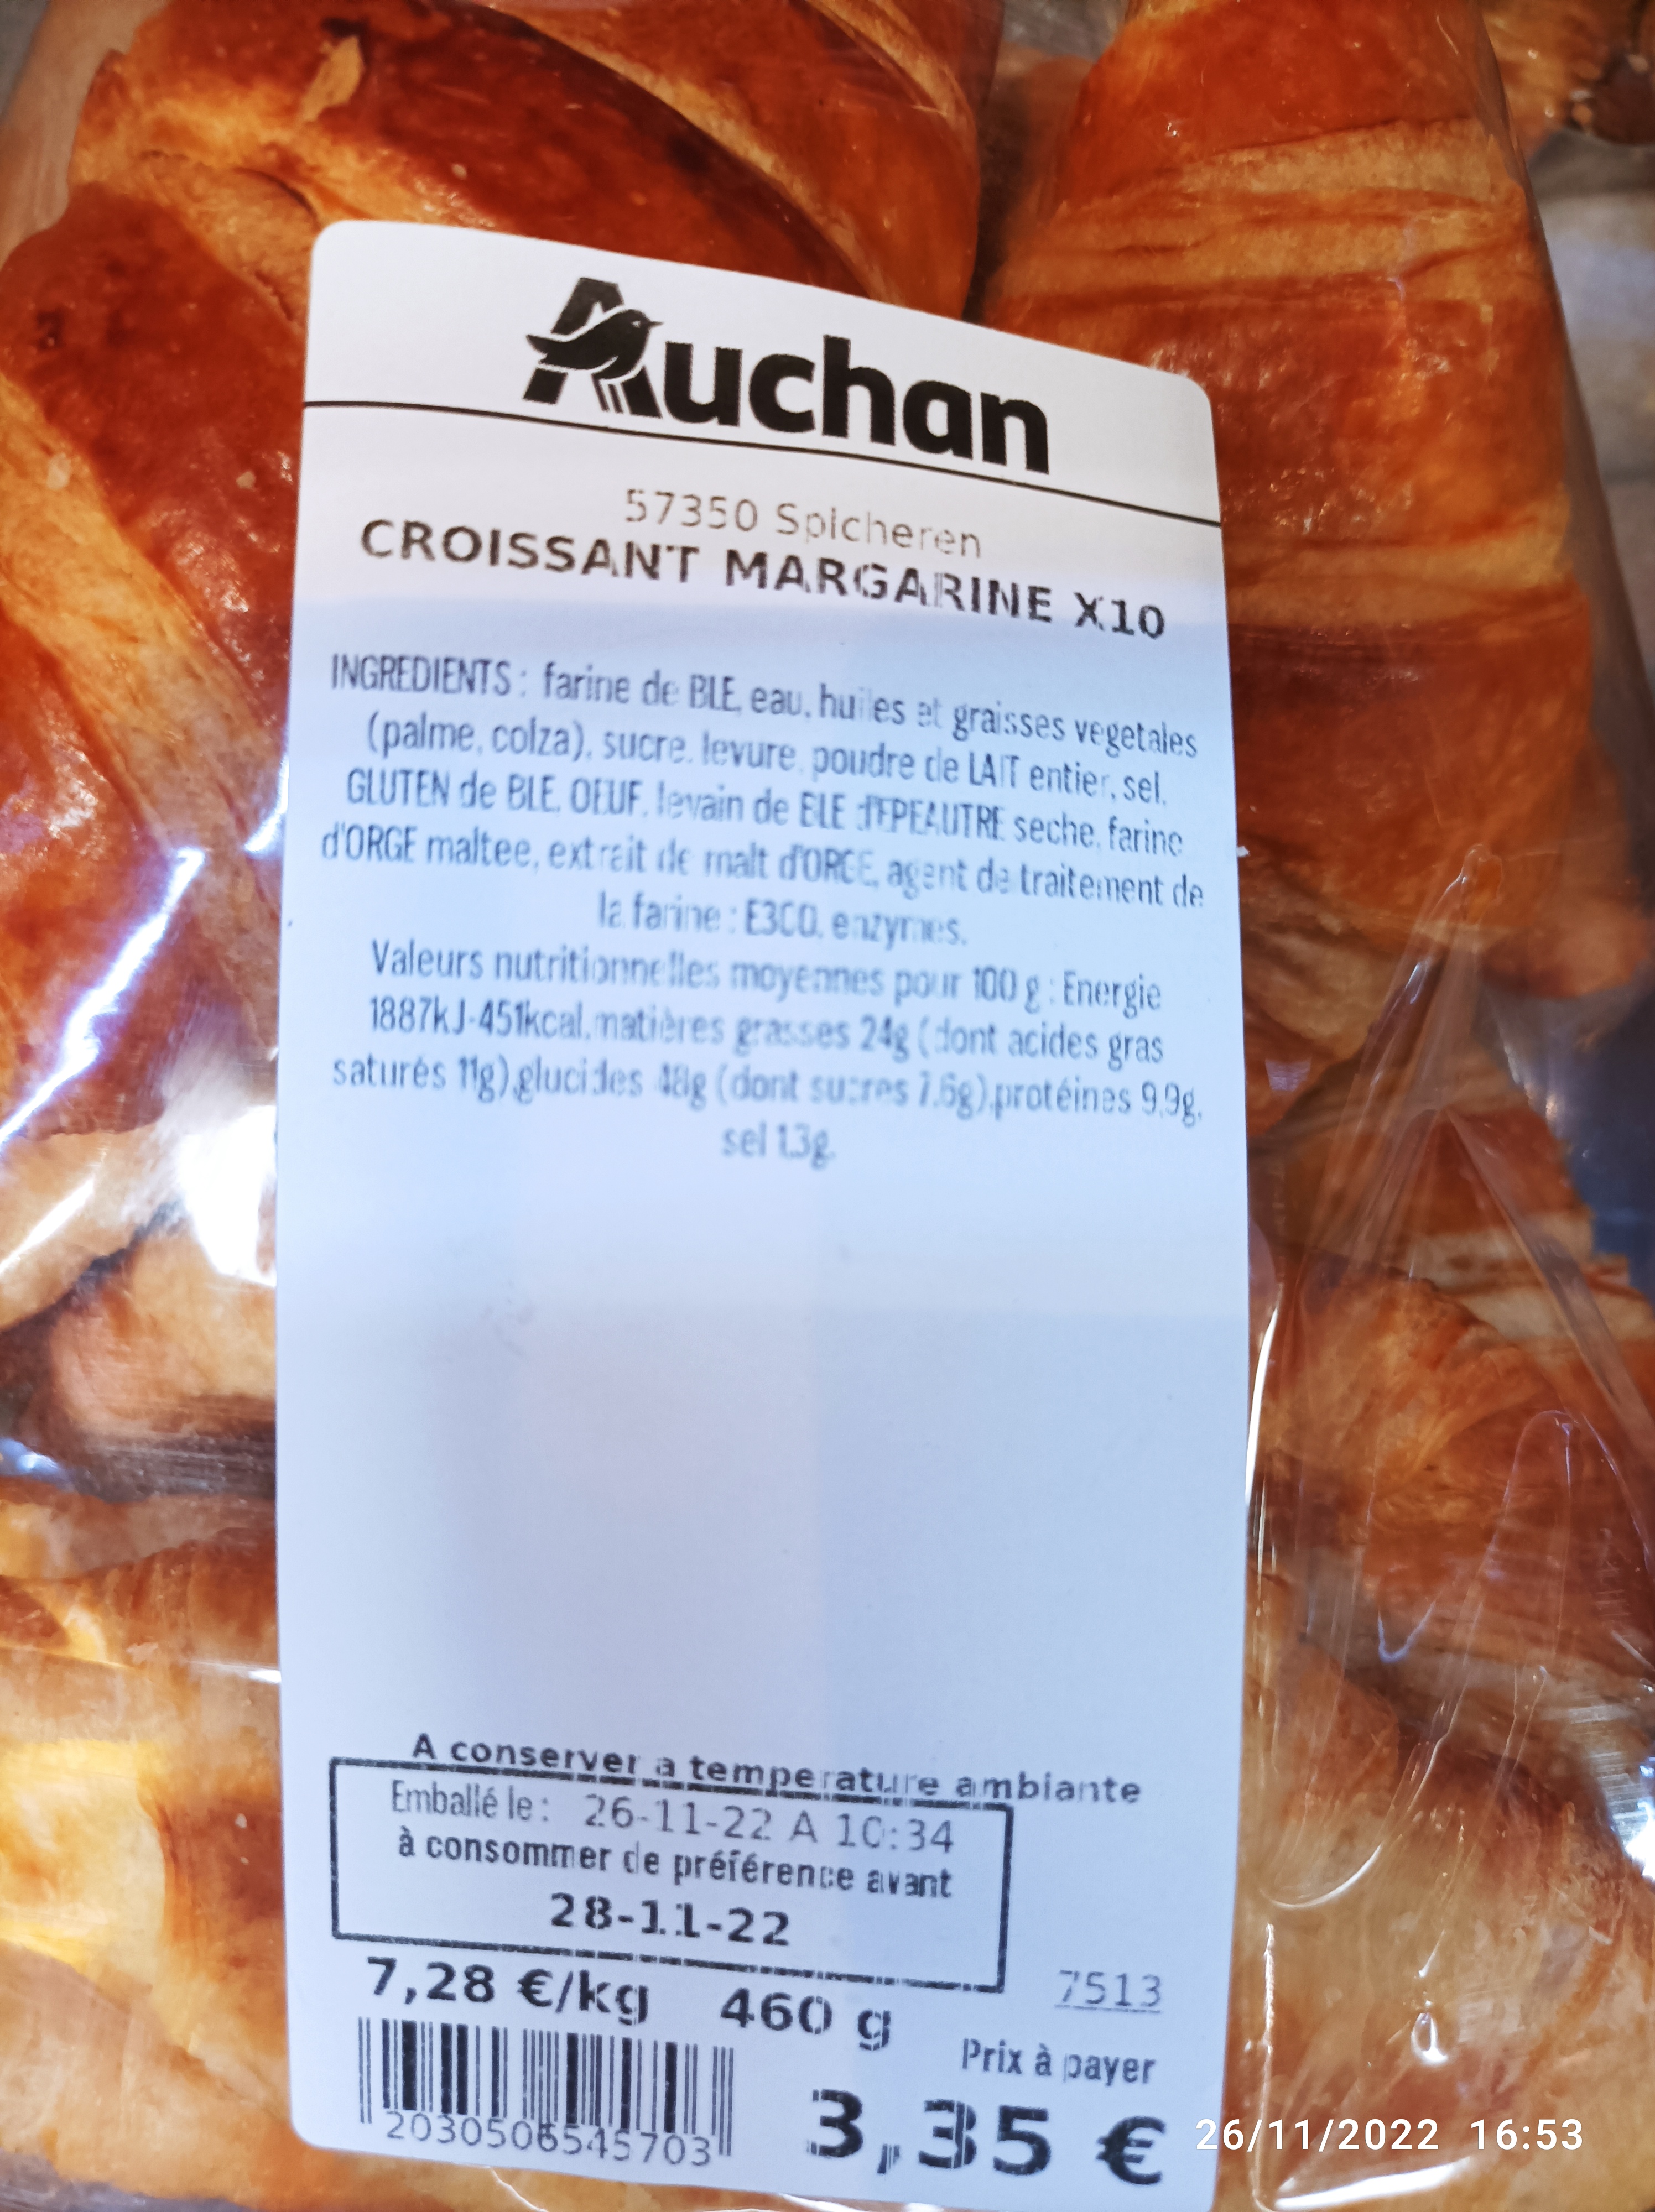 Auchan
57350 Spicheren
CROISSANT MARGARINE X10
INGREDIENTS : farine de BLE, eau, huiles et graisses vegetales
(palme, colza), sucre, levure, poudre de LAIT entier, sel,
GLUTEN de BLE, OEUF, levain de BLE d'EPEAUTRE seche, farine
d'ORGE maltee, extrait de malt d'ORGE, agent de traitement de
la farine : E300, enzymes.
Valeurs nutritionnelles moyennes pour 100 g : Energie
1887kJ-451kcal, matières grasses 24g (dont acides gras
saturés 11g),glucides 48g (dont sucres 7.6g),protéines 9.9g,
sel 1.3g.
A conserver a temperature ambiante
Emballé le : 26-11-22 A 10:34
à consommer de préférence avant
28-11-22
7,28 €/kg 460 g
7513
Prix à payer
3,35 €
2030506545703
26/11/2022 16:53